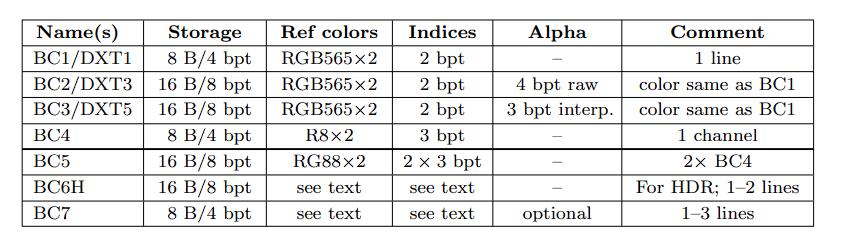 Name(s) Storage Ref colors Indices Alpha Comment
BC1/DXT1 8 B/4 bpt RGB565×2 2 bpt – 1 line
BC2/DXT3 16 B/8 bpt RGB565×2 2 bpt 4 bpt raw color same as BC1
BC3/DXT5 16 B/8 bpt RGB565×2 2 bpt 3 bpt interp. color same as BC1
BC4 8 B/4 bpt R8×2 3 bpt – 1 channel
BC5 16 B/8 bpt RG88×2 2 × 3 bpt – 2× BC4
BC6H 16 B/8 bpt see text see text – For HDR; 1–2 lines
BC7 8 B/4 bpt see text see text optional 1–3 lines